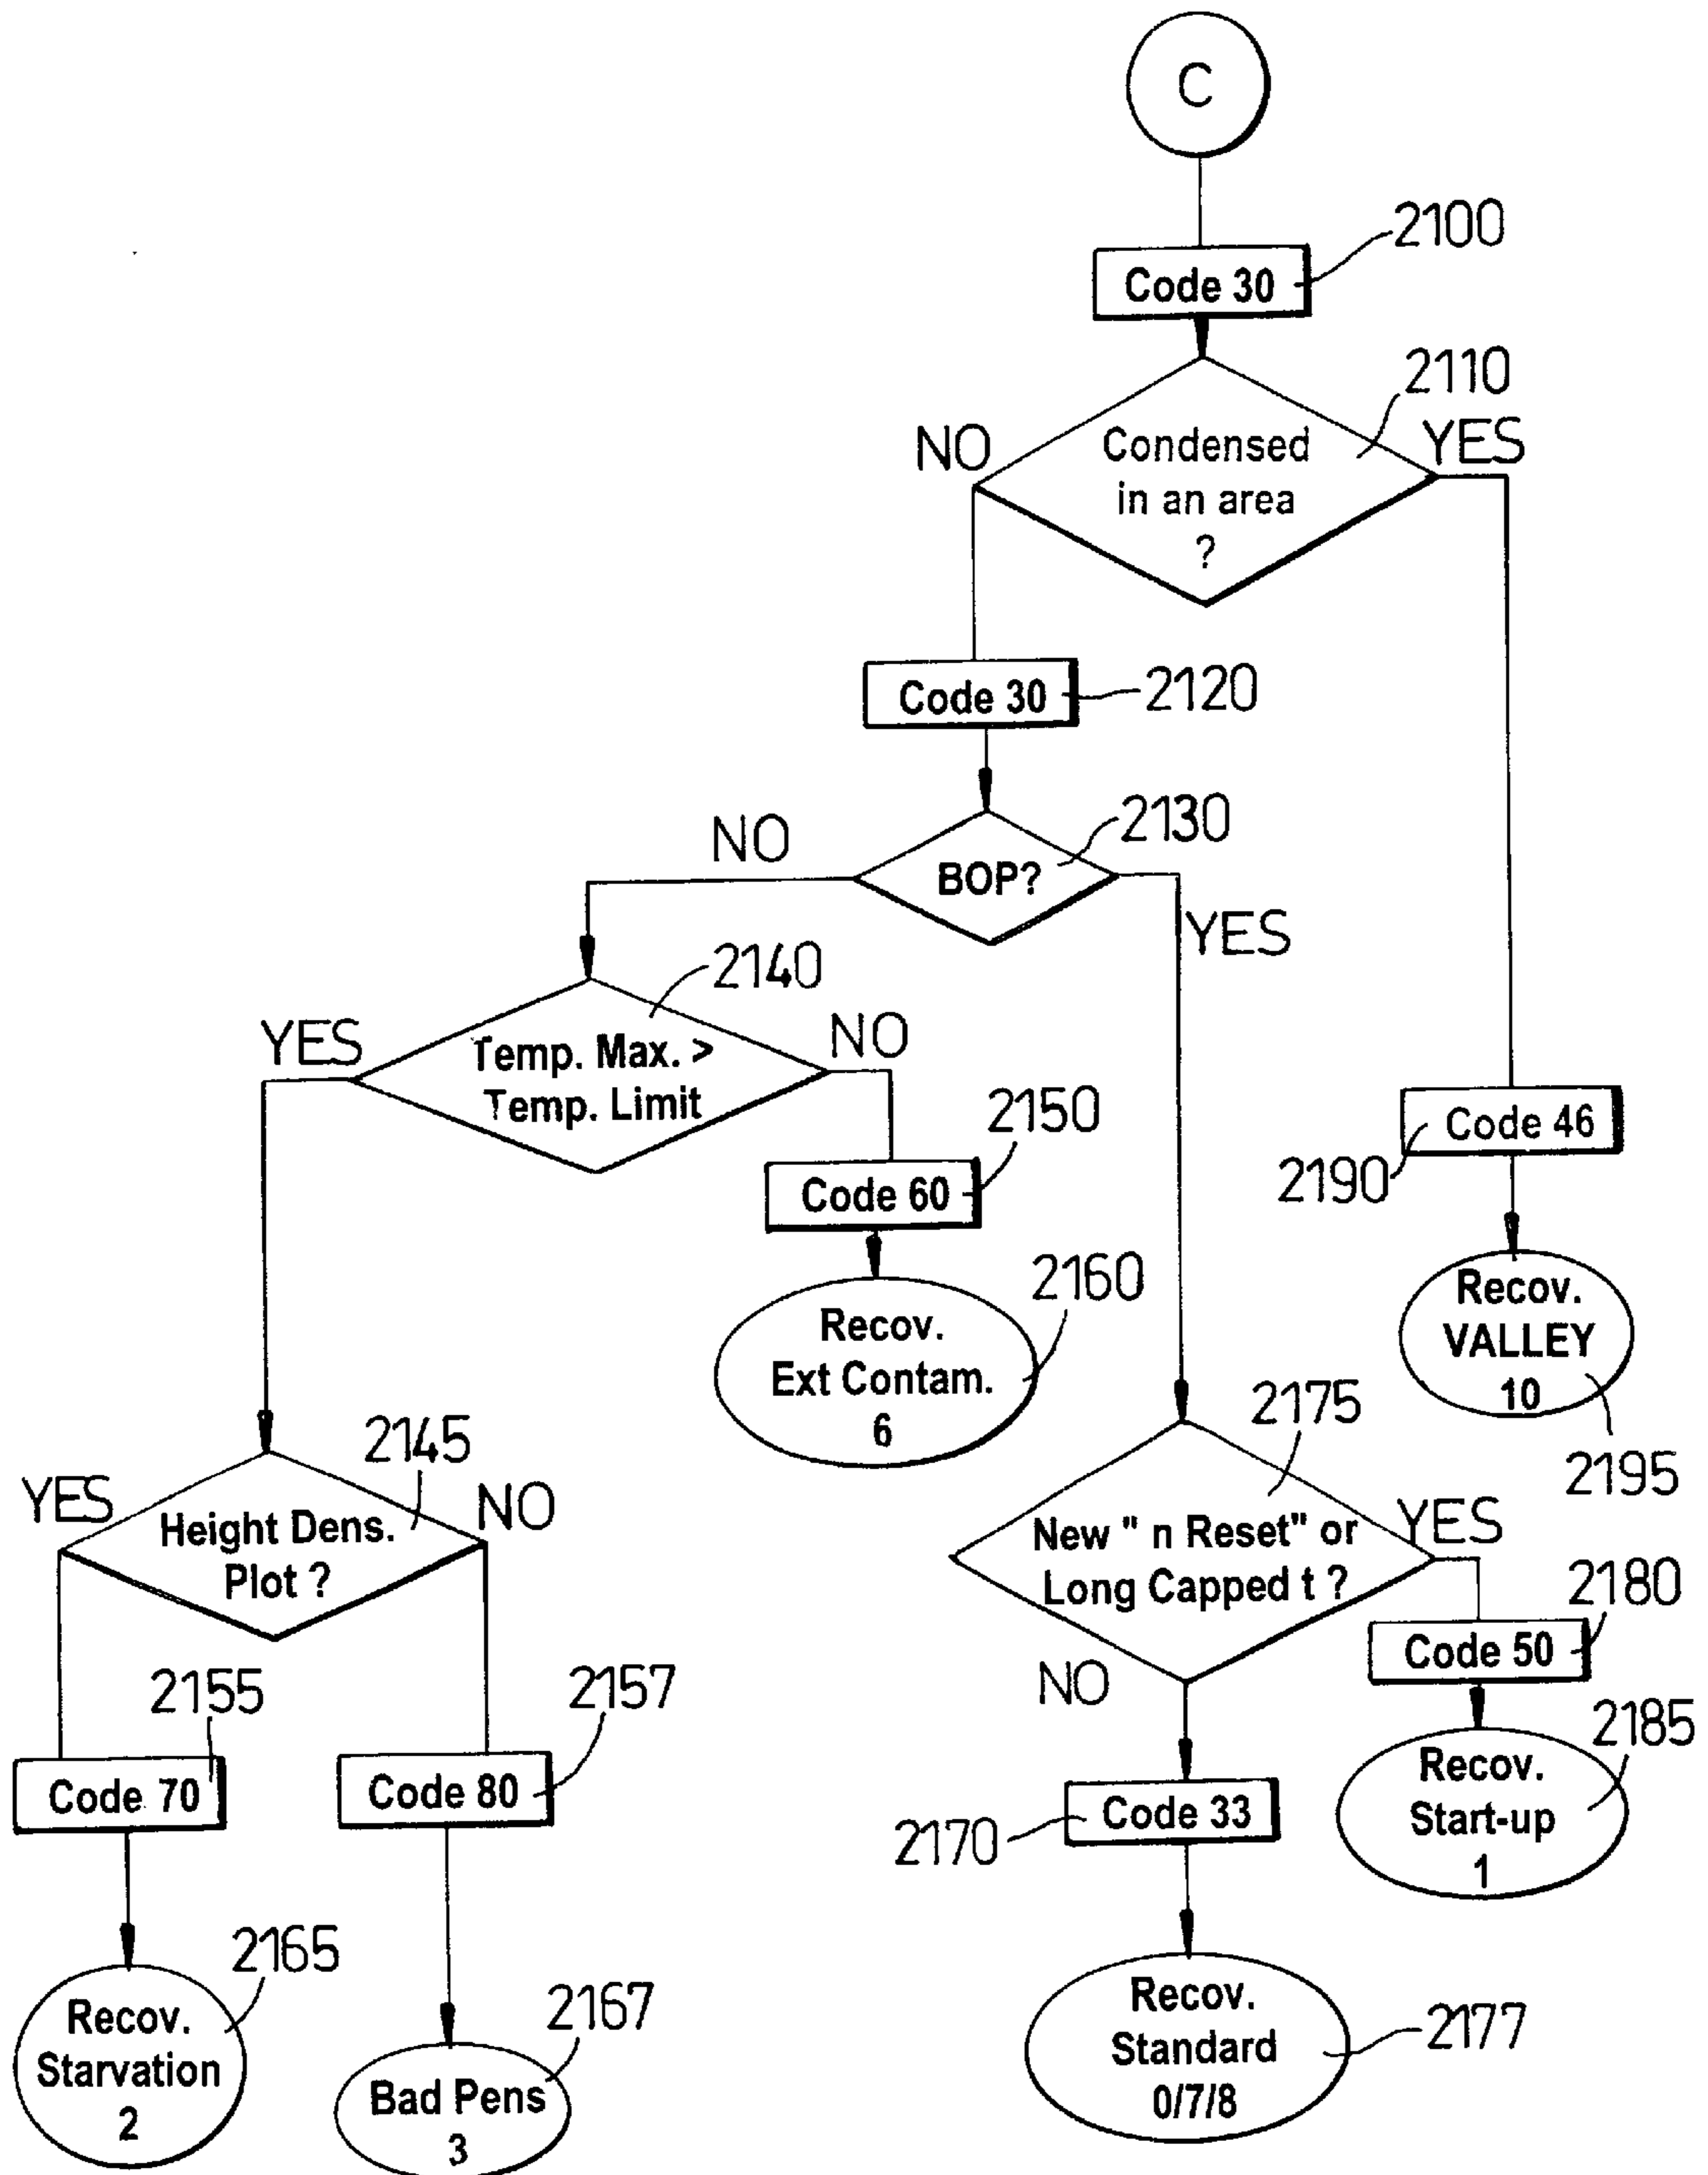 C
2100
Code 30
2110
NO
YES
Condensed
in an area
?
Code 30
2120
2130
NO
BOP?
YES
2140
YES
NO
Temp. Max. >
Temp. Limit
2150
Code 60
Code 46
2190
2160
Recov.
Ext Contam.
6
Recov.
VALLEY
10
2195
2145
YES
NO
Height Dens.
Plot ?
2175
New " n Reset" or
Long Capped t ?
YES
NO
2180
Code 50
2155
2157
Code 70
Code 80
2185
Recov.
Start-up
1
Code 33
2170
2165
Recov.
Starvation
2
2167
Bad Pens
3
Recov.
Standard
0/7/8
2177